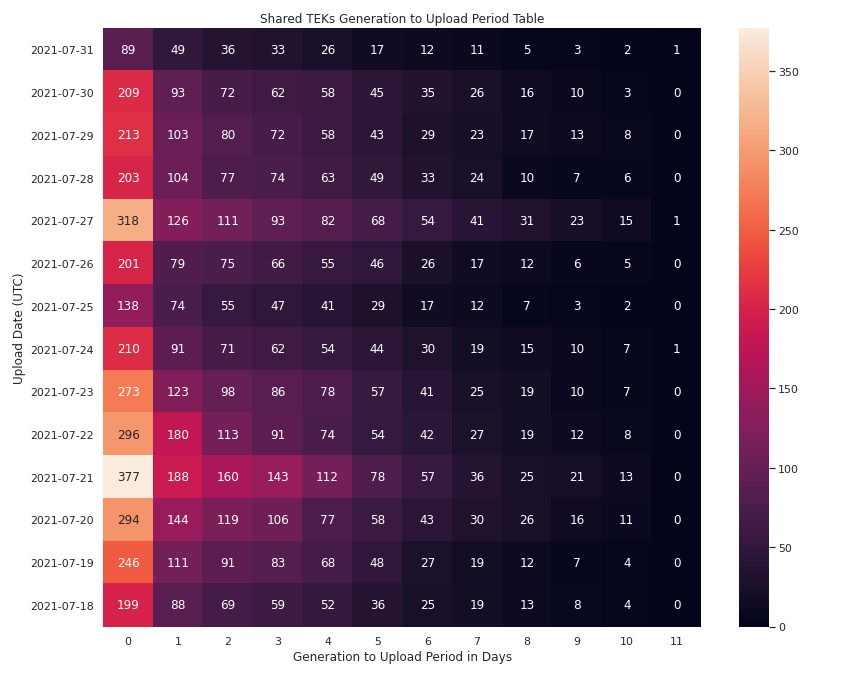 Shared TEKs Generation to Upload Period Table
2021-07-31 89 49 36 33 26 17 12 11 5 3 2 1
2021-07-30 209 93 72 62 58 45 35 26 16 10 3 0
2021-07-29 213 103 80 72 58 43 29 23 17 13 8 0
2021-07-28 203 104 77 74 63 49 33 24 10 7 6 0
2021-07-27 318 126 111 93 82 68 54 41 31 23 15 1
2021-07-26 201 79 75 66 55 46 26 17 12 6 5 0
2021-07-25 138 74 55 47 41 29 17 12 7 3 2 0
2021-07-24 210 91 71 62 54 44 30 19 15 10 7 1
2021-07-23 273 123 98 86 78 57 41 25 19 10 7 0
2021-07-22 296 180 113 91 74 54 42 27 19 12 8 0
2021-07-21 377 188 160 143 112 78 57 36 25 21 13 0
2021-07-20 294 144 119 106 77 58 43 30 26 16 11 0
2021-07-19 246 111 91 83 68 48 27 19 12 7 4 0
2021-07-18 199 88 69 59 52 36 25 19 13 8 4 0
0 1 2 3 4 5 6 7 8 9 10 11
Generation to Upload Period in Days
Upload Date (UTC)
350
300
250
200
150
100
50
0